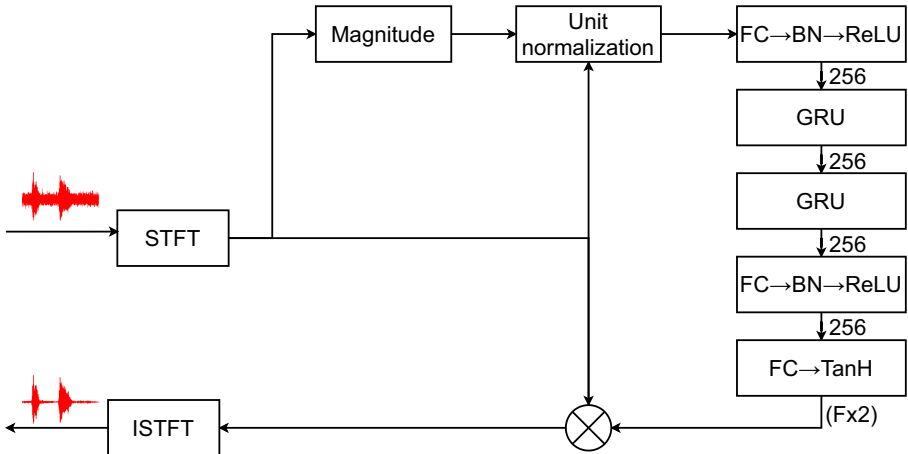 Magnitude
Unit
normalization
FC→BN→ReLU
256
GRU
256
GRU
256
FC→BN→ReLU
256
FC→TanH
(Fx2)
STFT
ISTFT